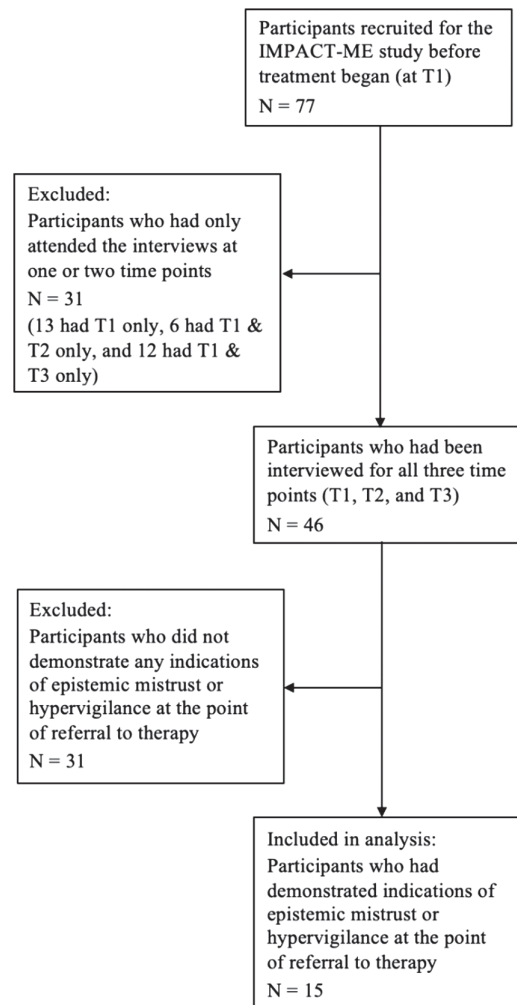 Participants recruited for the
IMPACT-ME study before
treatment began (at T1)
N = 77
Excluded:
Participants who had only
attended the interviews at
one or two time points
N = 31
(13 had T1 only, 6 had T1 &
T2 only, and 12 had T1 &
T3 only)
Participants who had been
interviewed for all three time
points (T1, T2, and T3)
N = 46
Excluded:
Participants who did not
demonstrate any indications
of epistemic mistrust or
hypervigilance at the point
of referral to therapy
N = 31
Included in analysis:
Participants who had
demonstrated indications of
epistemic mistrust or
hypervigilance at the point
of referral to therapy
N = 15